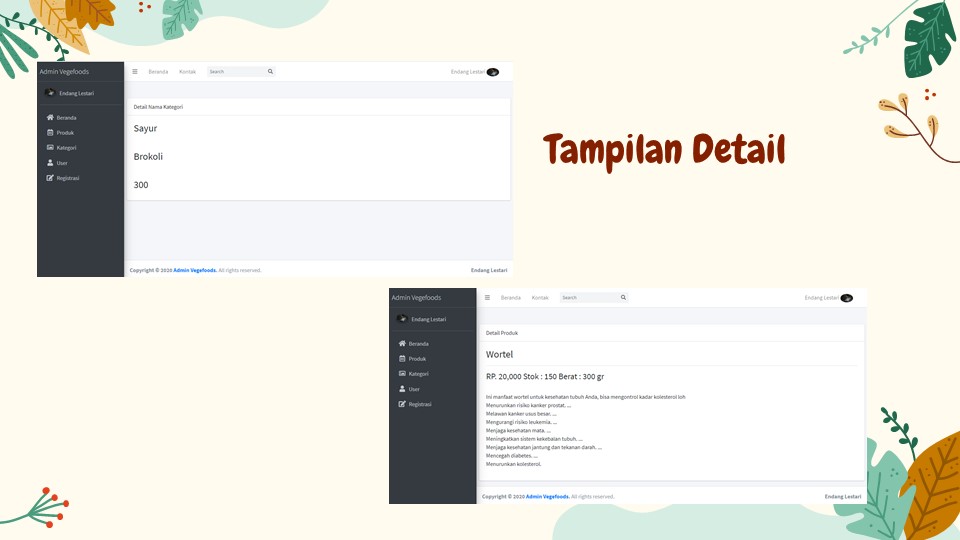 Admin Vegefoods
Beranda Kontak Search Endang Lestari
Endang Lestari
Beranda
Produk
Kategori
User
Registrasi
Detail Nama Kategori
Sayur
Brokoli
300
Copyright © 2020 Admin Vegefoods. All rights reserved. Endang Lestari
Tampilan Detail
Admin Vegefoods
Beranda Kontak Search Endang Lestari
Endang Lestari
Beranda
Produk
Kategori
User
Registrasi
Detail Produk
Wortel
RP. 20,000 Stok : 150 Berat : 300 gr
Ini manfaat wortel untuk kesehatan tubuh Anda, bisa mengontrol kadar kolesterol loh
Menurunkan risiko kanker prostat. ...
Melawan kanker usus besar. ...
Mengurangi risiko leukemia. ...
Menjaga kesehatan mata. ...
Meningkatkan sistem kekebalan tubuh. ...
Menjaga kesehatan jantung dan tekanan darah. ...
Mencegah diabetes. ...
Menurunkan kolesterol.
Copyright © 2020 Admin Vegefoods. All rights reserved. Endang Lestari